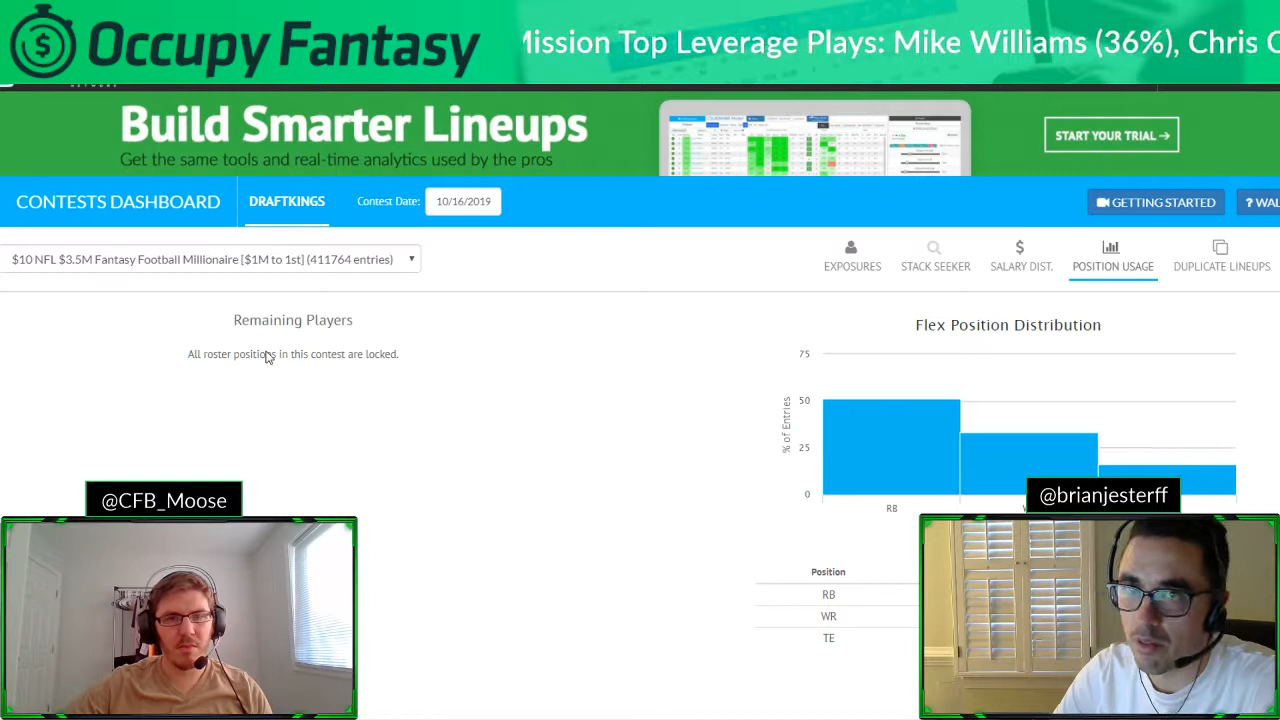 Occupy Fantasy
Mission Top Leverage Plays: Mike Williams (36%), Chris
Build Smarter Lineups
Get the same tools and real-time analytics used by the pros
START YOUR TRIAL →
CONTESTS DASHBOARD
DRAFTKINGS
Contest Date:
10/16/2019
GETTING STARTED
? WAL
$10 NFL $3.5M Fantasy Football Millionaire [$1M to 1st] (411764 entries)
EXPOSURES
STACK SEEKER
SALARY DIST.
POSITION USAGE
DUPLICATE LINEUPS
Remaining Players
All roster positions in this contest are locked.
Flex Position Distribution
75
50
25
0
% of Entries
RB
Position
RB
WR
TE
@CFB_Moose
@brianjesterff